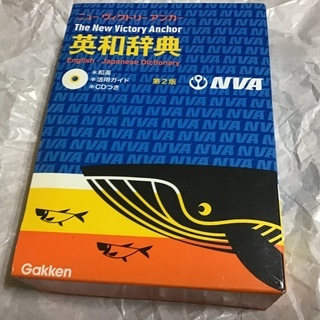 ニューヴィクトリーアンカー
The New Victory Anchor
英和辞典
English - Japanese Dictionary
＊和英
＊活用ガイド
＊CDつき
第2版
NVA
Gakken